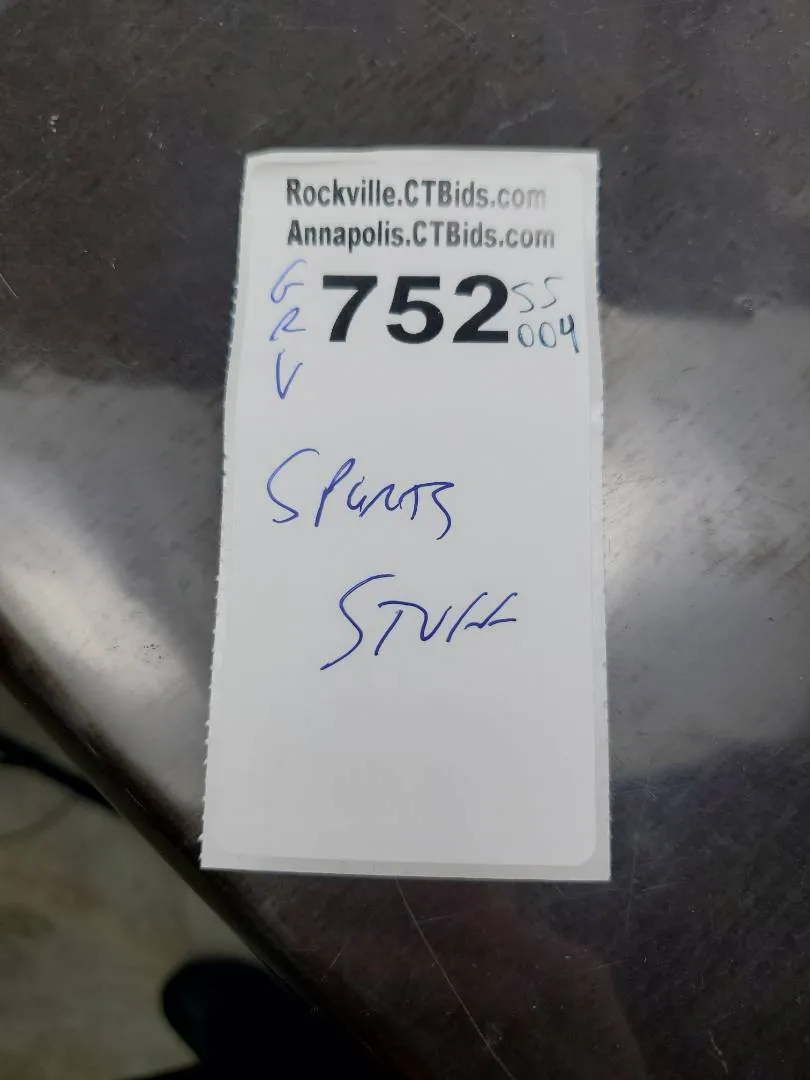 Rockville.CTBids.com
Annapolis.CTBids.com
G
R
V
752
SS
004
SPORTS
STUFF